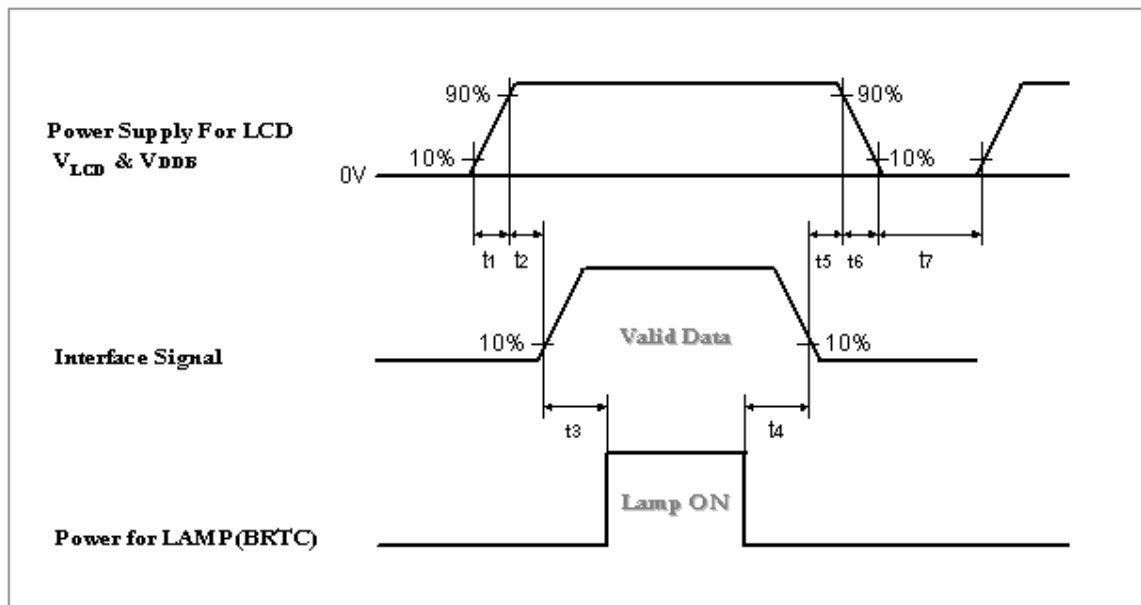 90%
90%
Power Supply For LCD
VLCD & VDDB
10%
10%
0V
t1
t2
t5
t6
t7
10%
Valid Data
10%
Interface Signal
t3
t4
Lamp ON
Power for LAMP(BRTC)